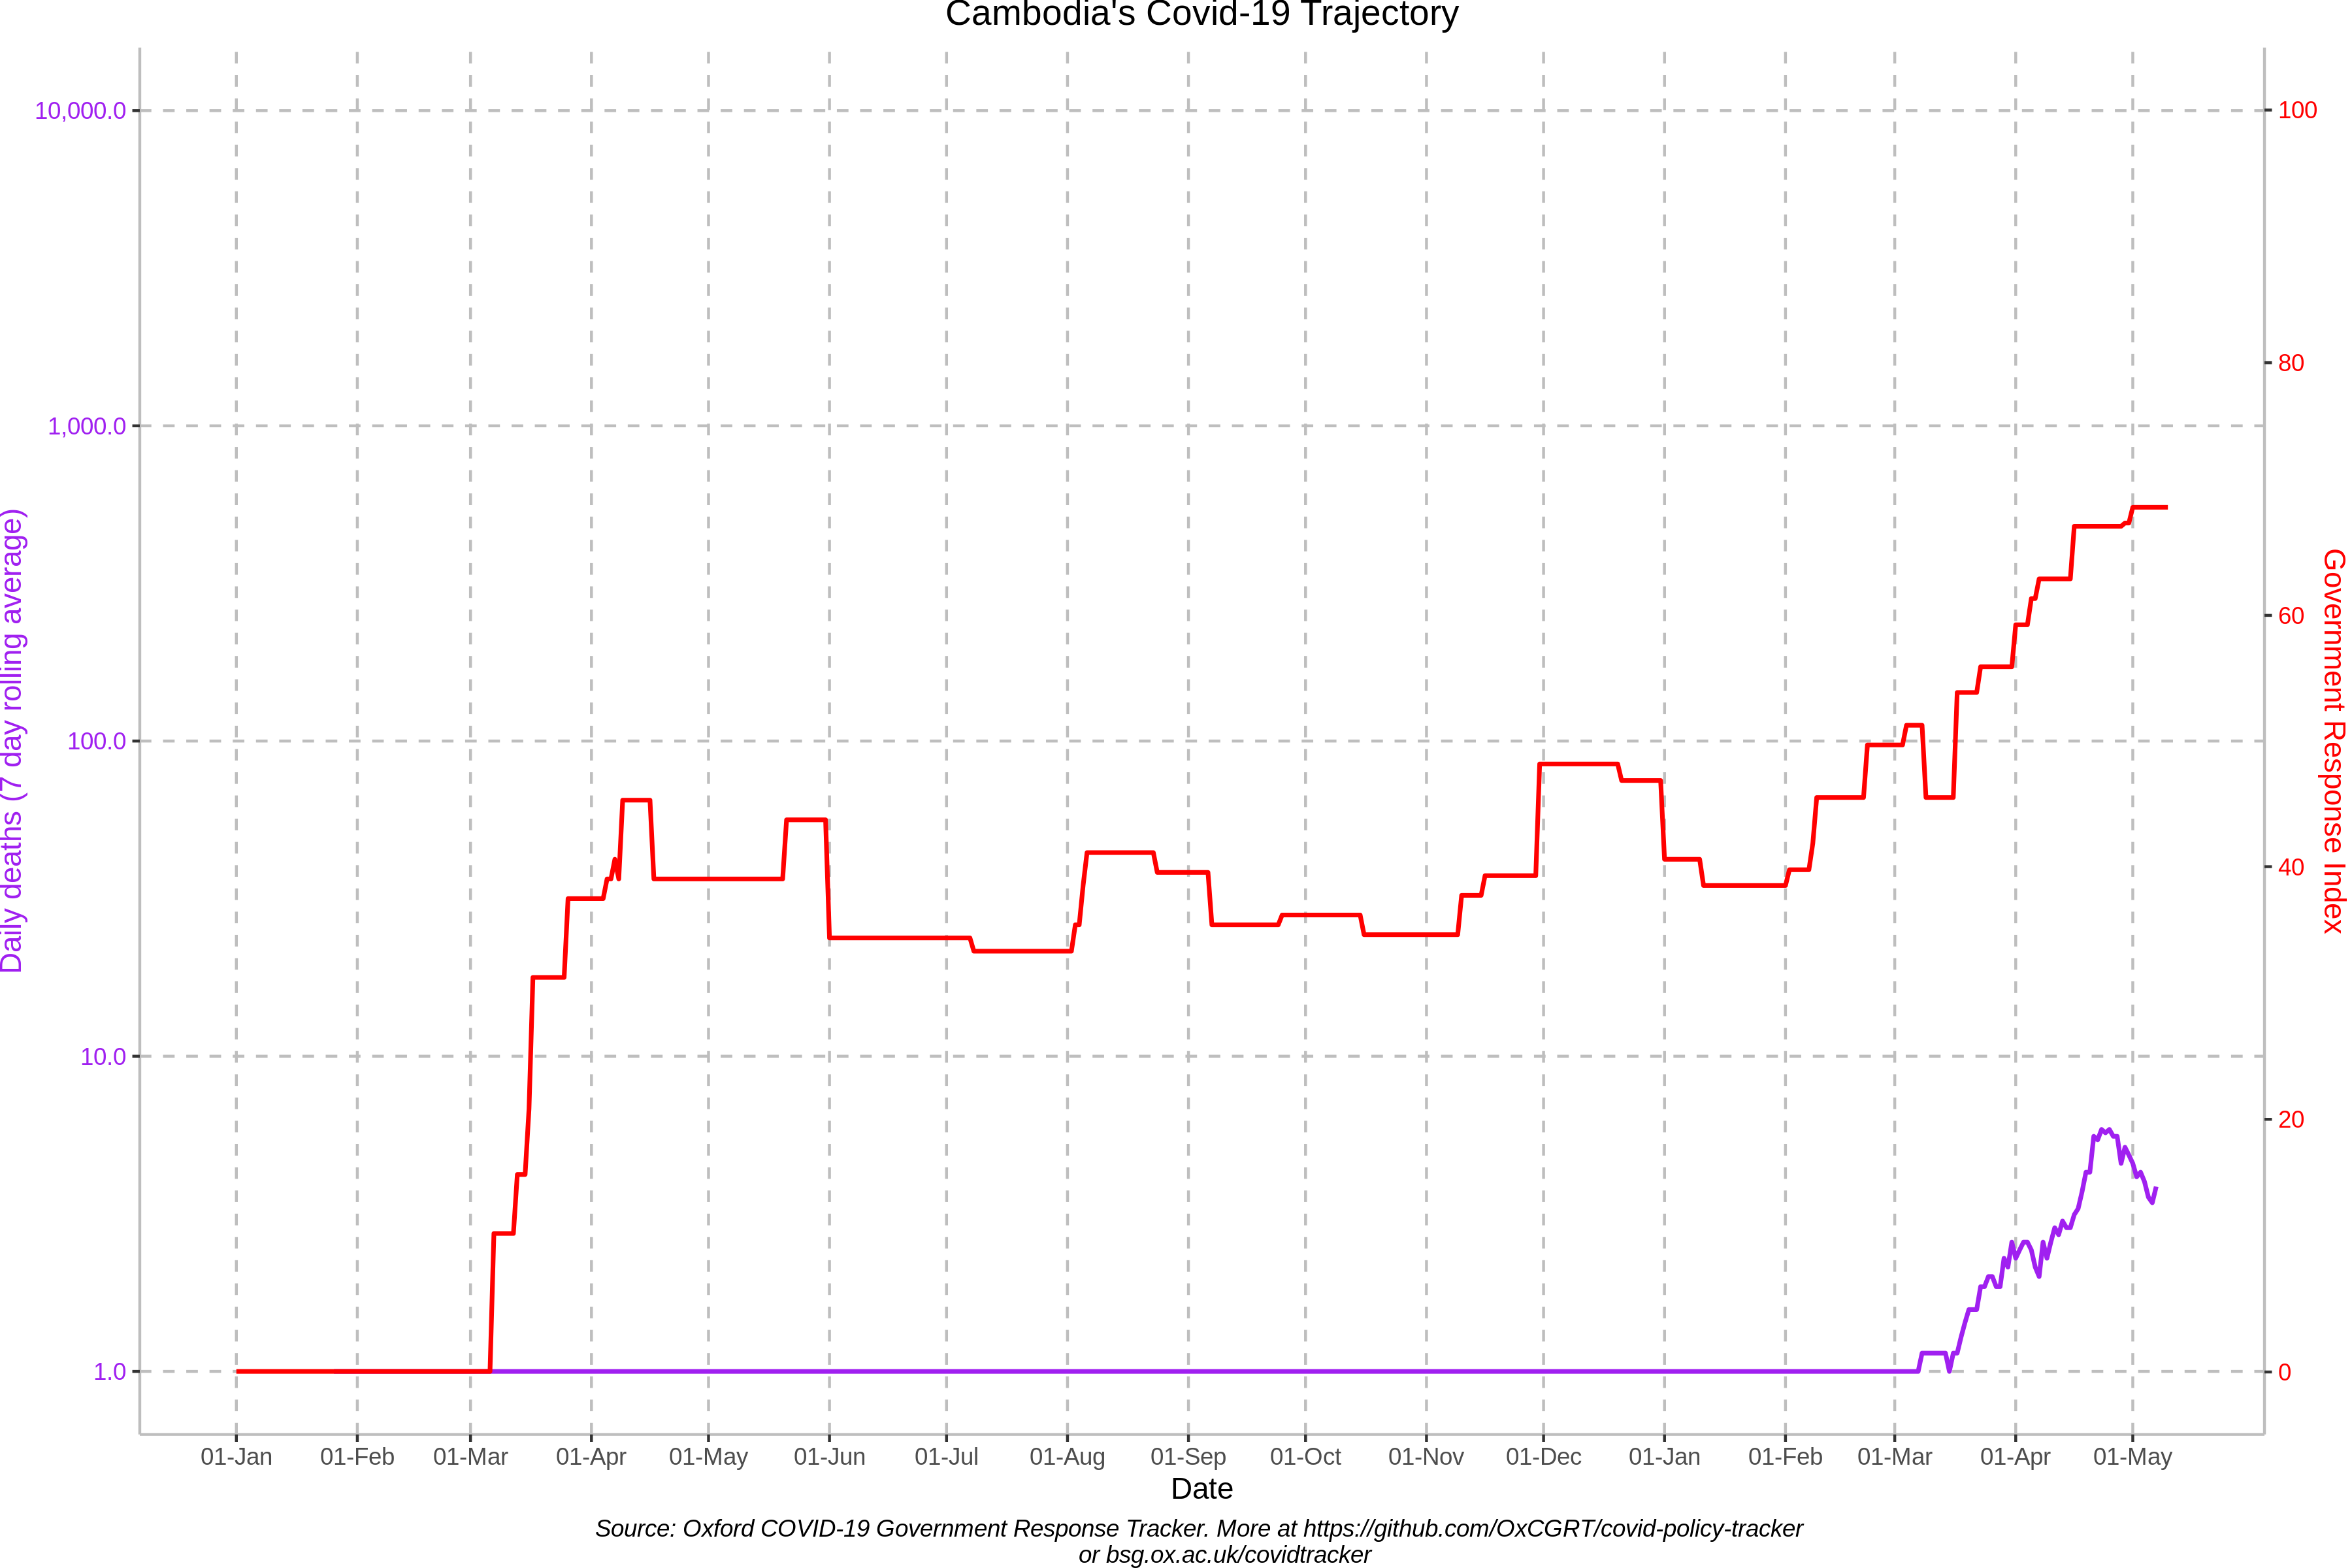 Cambodia's Covid-19 Trajectory
10,000.0
1,000.0
100.0
10.0
1.0
Daily deaths (7 day rolling average)
100
80
60
40
20
0
Government Response Index
01-Jan 01-Feb 01-Mar 01-Apr 01-May 01-Jun 01-Jul 01-Aug 01-Sep 01-Oct 01-Nov 01-Dec 01-Jan 01-Feb 01-Mar 01-Apr 01-May
Date
Source: Oxford COVID-19 Government Response Tracker. More at https://github.com/OxCGRT/covid-policy-tracker
or bsg.ox.ac.uk/covidtracker